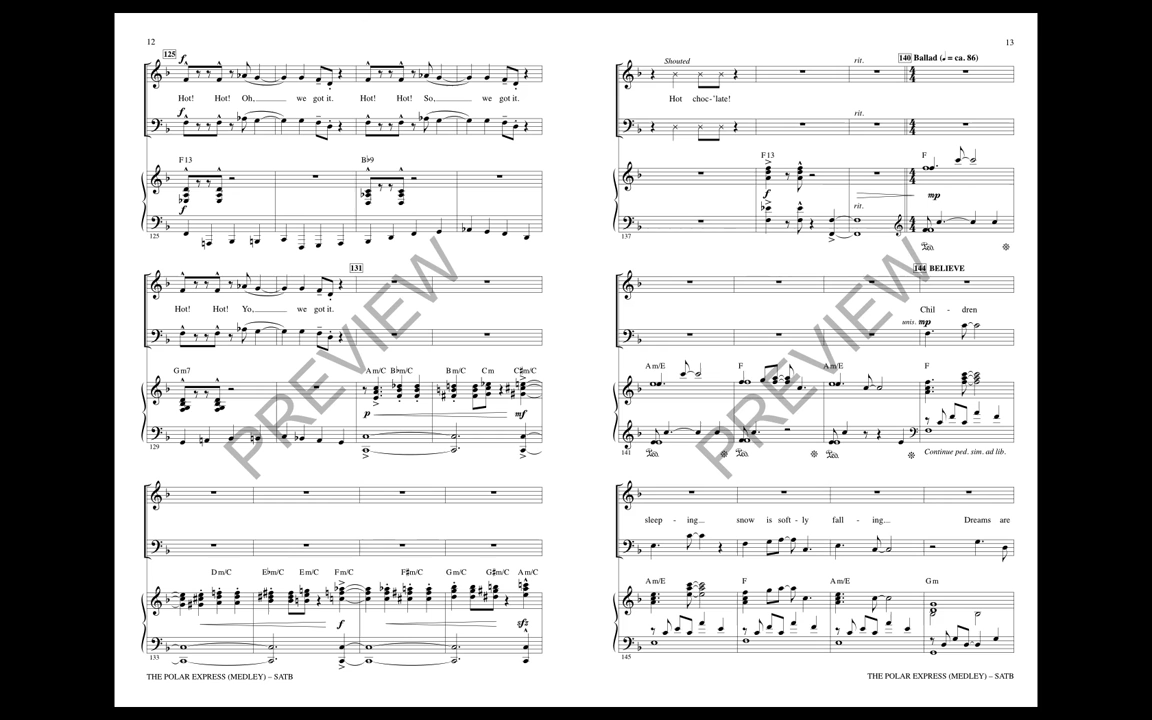 12
125
f
Hot! Hot! Oh, we got it. Hot! Hot! So, we got it.
f
F13 B♭9
f
125
131
Hot! Hot! Yo, we got it.
Gm7 Am/C B♭m/C Bm/C Cm C♯m/C
p mf
129
Dm/C E♭m/C Em/C Fm/C F♯m/C Gm/C G♯m/C Am/C
f sfz
133
THE POLAR EXPRESS (MEDLEY) – SATB
13
Shouted rit. 140 Ballad (♩ = ca. 86)
Hot choc-'late!
rit.
F13 F
f mp
rit.
137
144 BELIEVE
Chil - dren
unis. mp
Am/E F Am/E F
Continue ped. sim. ad lib.
141
sleep - ing snow is soft - ly fall - ing Dreams are
Am/E F Am/E Gm
145
THE POLAR EXPRESS (MEDLEY) – SATB
PREVIEW
PREVIEW